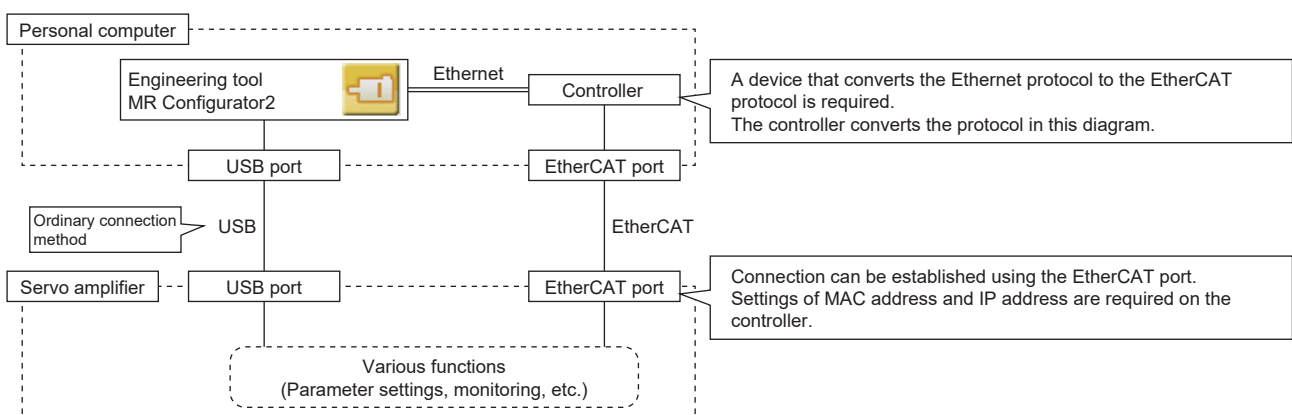 Personal computer
Engineering tool
MR Configurator2
Ethernet
Controller
A device that converts the Ethernet protocol to the EtherCAT
protocol is required.
The controller converts the protocol in this diagram.
USB port
EtherCAT port
Ordinary connection
method
USB
EtherCAT
Servo amplifier
USB port
EtherCAT port
Connection can be established using the EtherCAT port.
Settings of MAC address and IP address are required on the
controller.
Various functions
(Parameter settings, monitoring, etc.)